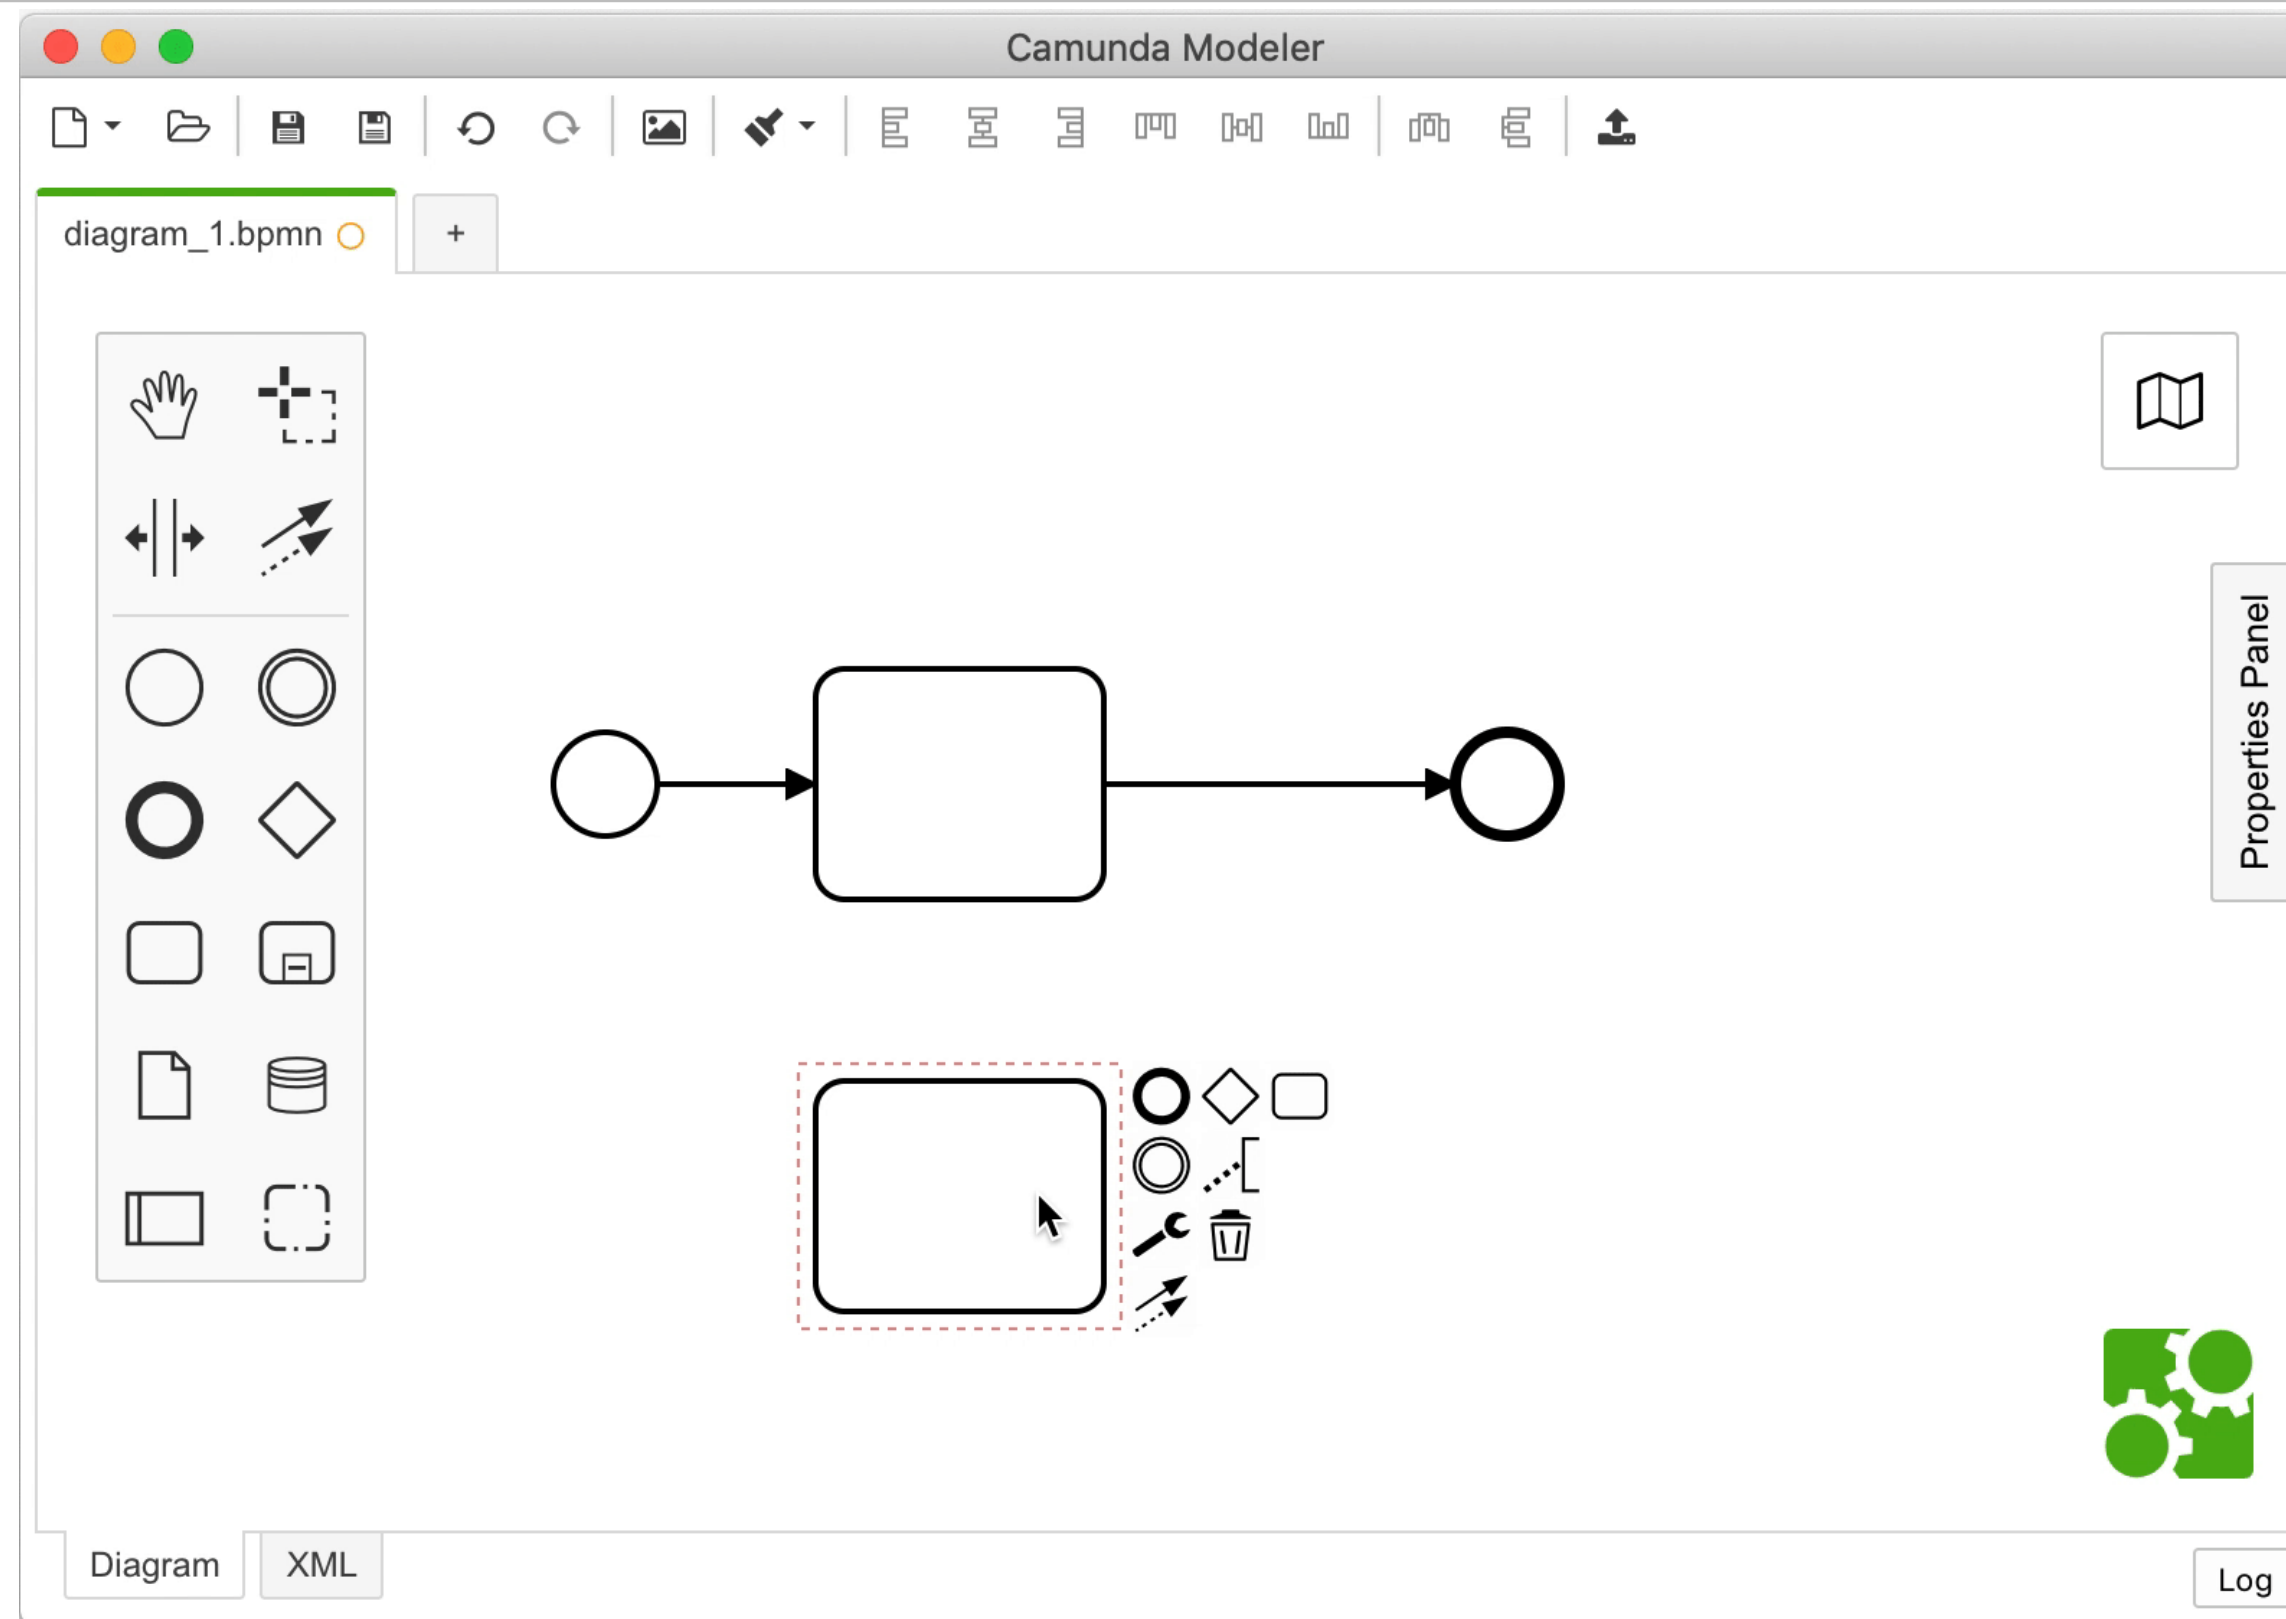 Camunda Modeler
diagram_1.bpmn
+
Properties Panel
Diagram
XML
Log